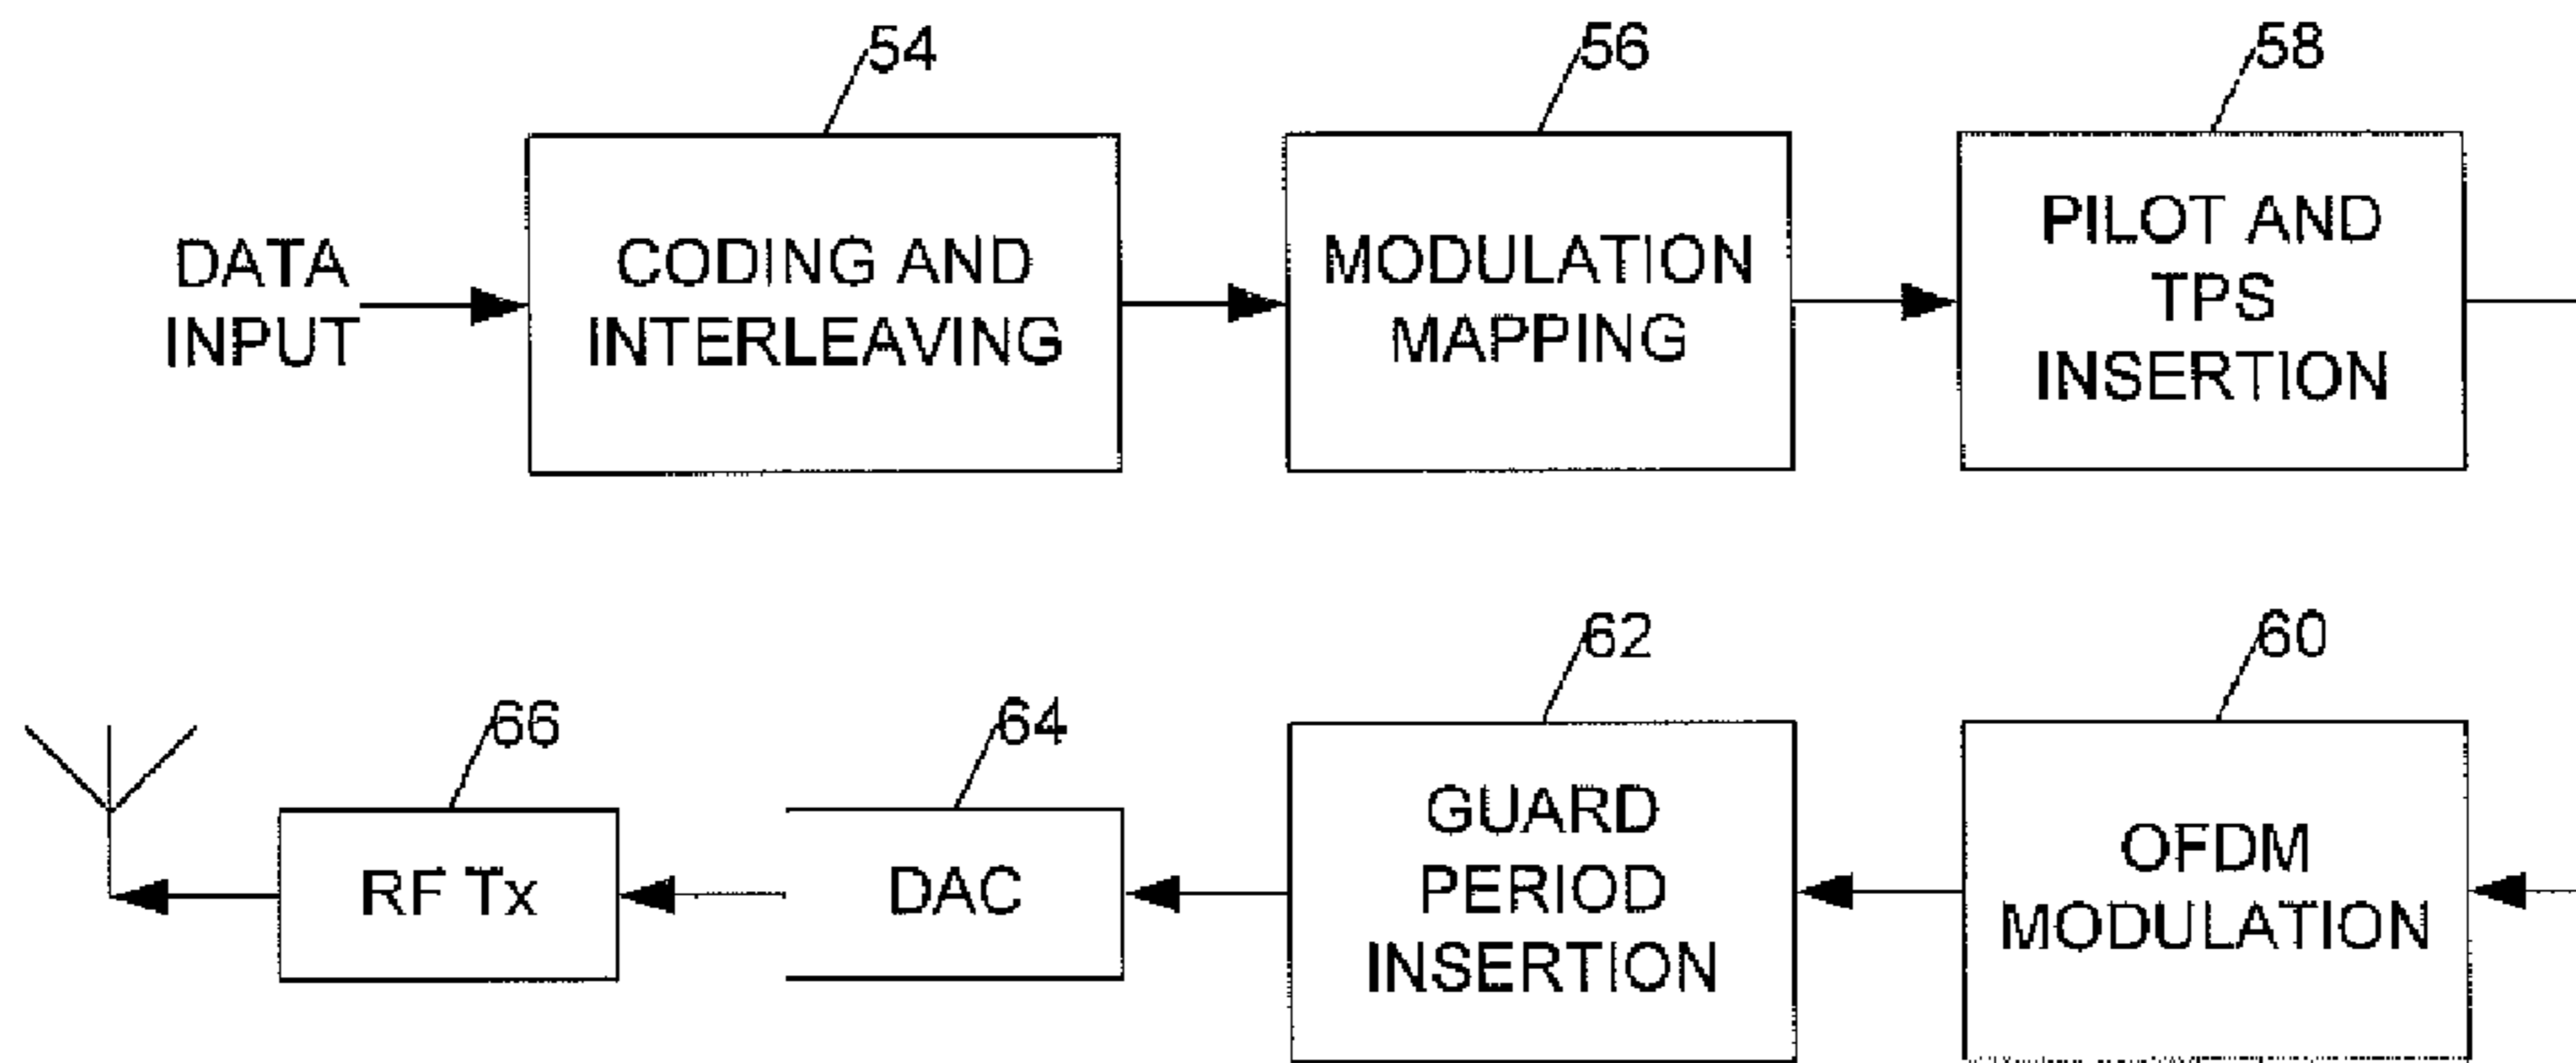 54
56
58
DATA
INPUT
CODING AND
INTERLEAVING
MODULATION
MAPPING
PILOT AND
TPS
INSERTION
66
64
62
60
RF Tx
DAC
GUARD
PERIOD
INSERTION
OFDM
MODULATION